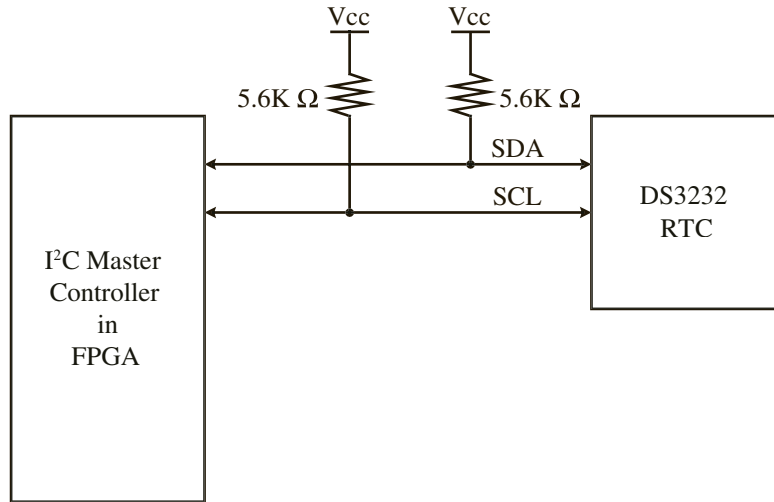 Vcc
Vcc
5.6K Ω
5.6K Ω
SDA
SCL
DS3232
RTC
I²C Master
Controller
in
FPGA